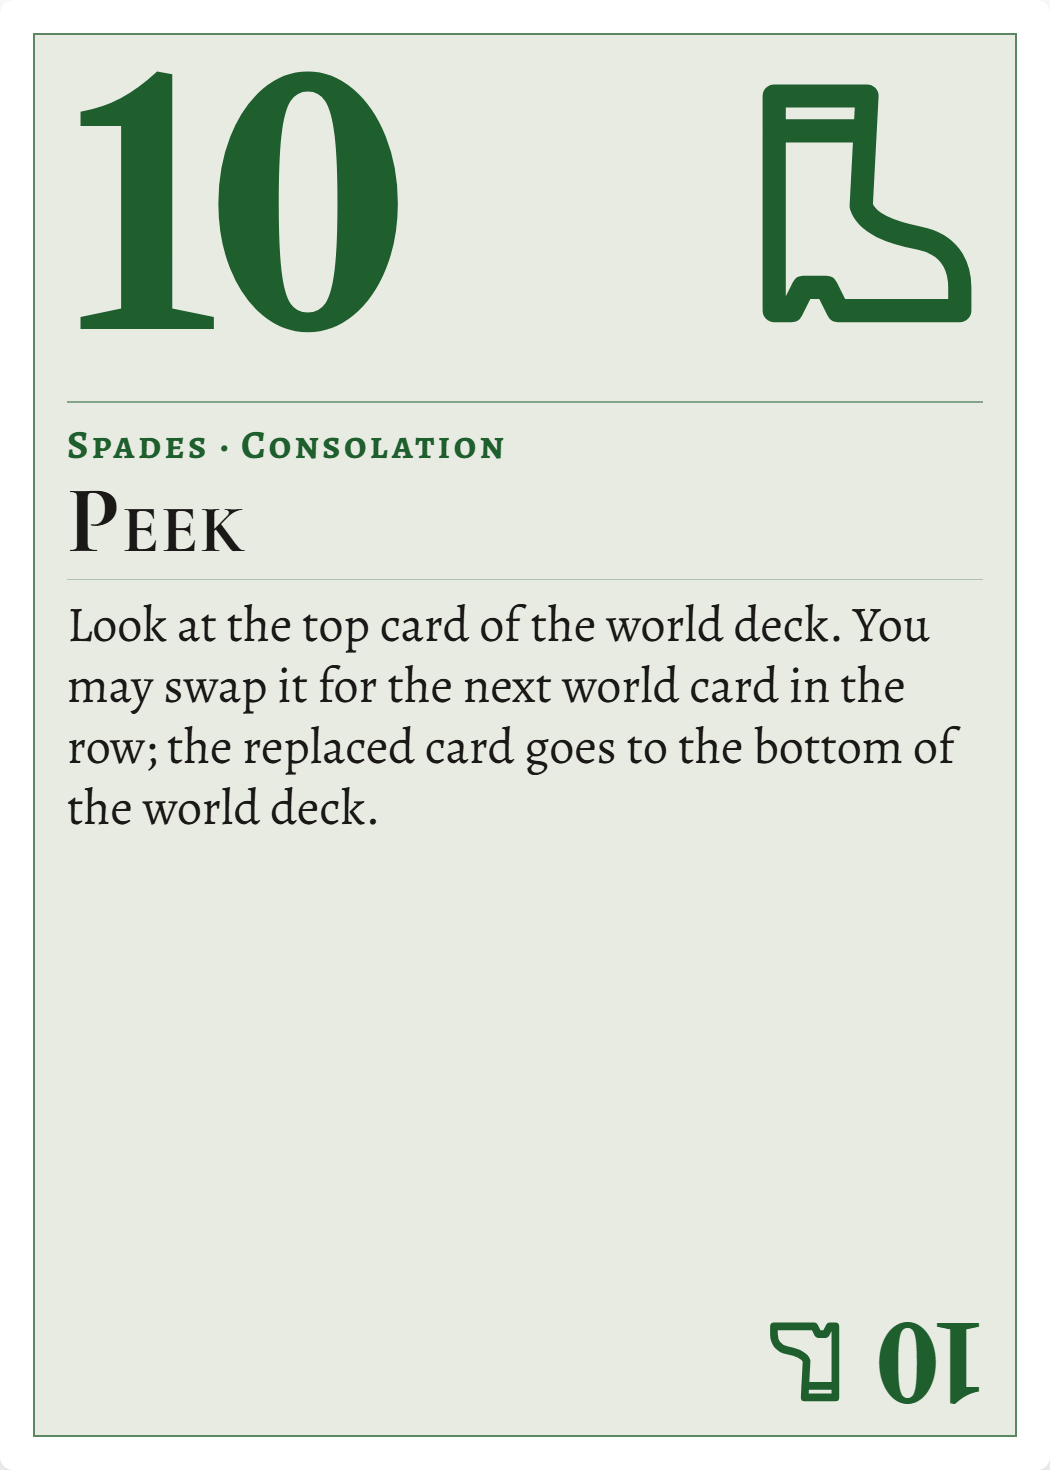 10
Spades · Consolation
Peek
Look at the top card of the world deck. You
may swap it for the next world card in the
row; the replaced card goes to the bottom of
the world deck.
10